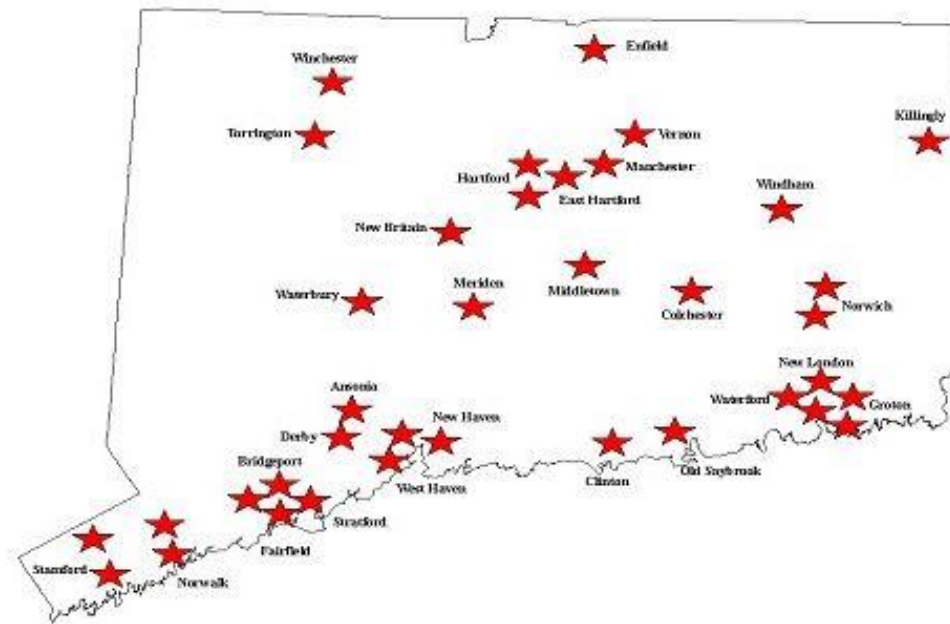 Enfield
Winchester
Killingly
Torrington
Vernon
Manchester
Hartford
Windham
East Hartford
New Britain
Meriden
Middletown
Waterbury
Norwich
Colchester
New London
Ansonia
Waterford
Groton
New Haven
Derby
Bridgeport
Old Saybrook
Clinton
West Haven
Stratford
Fairfield
Stamford
Norwalk